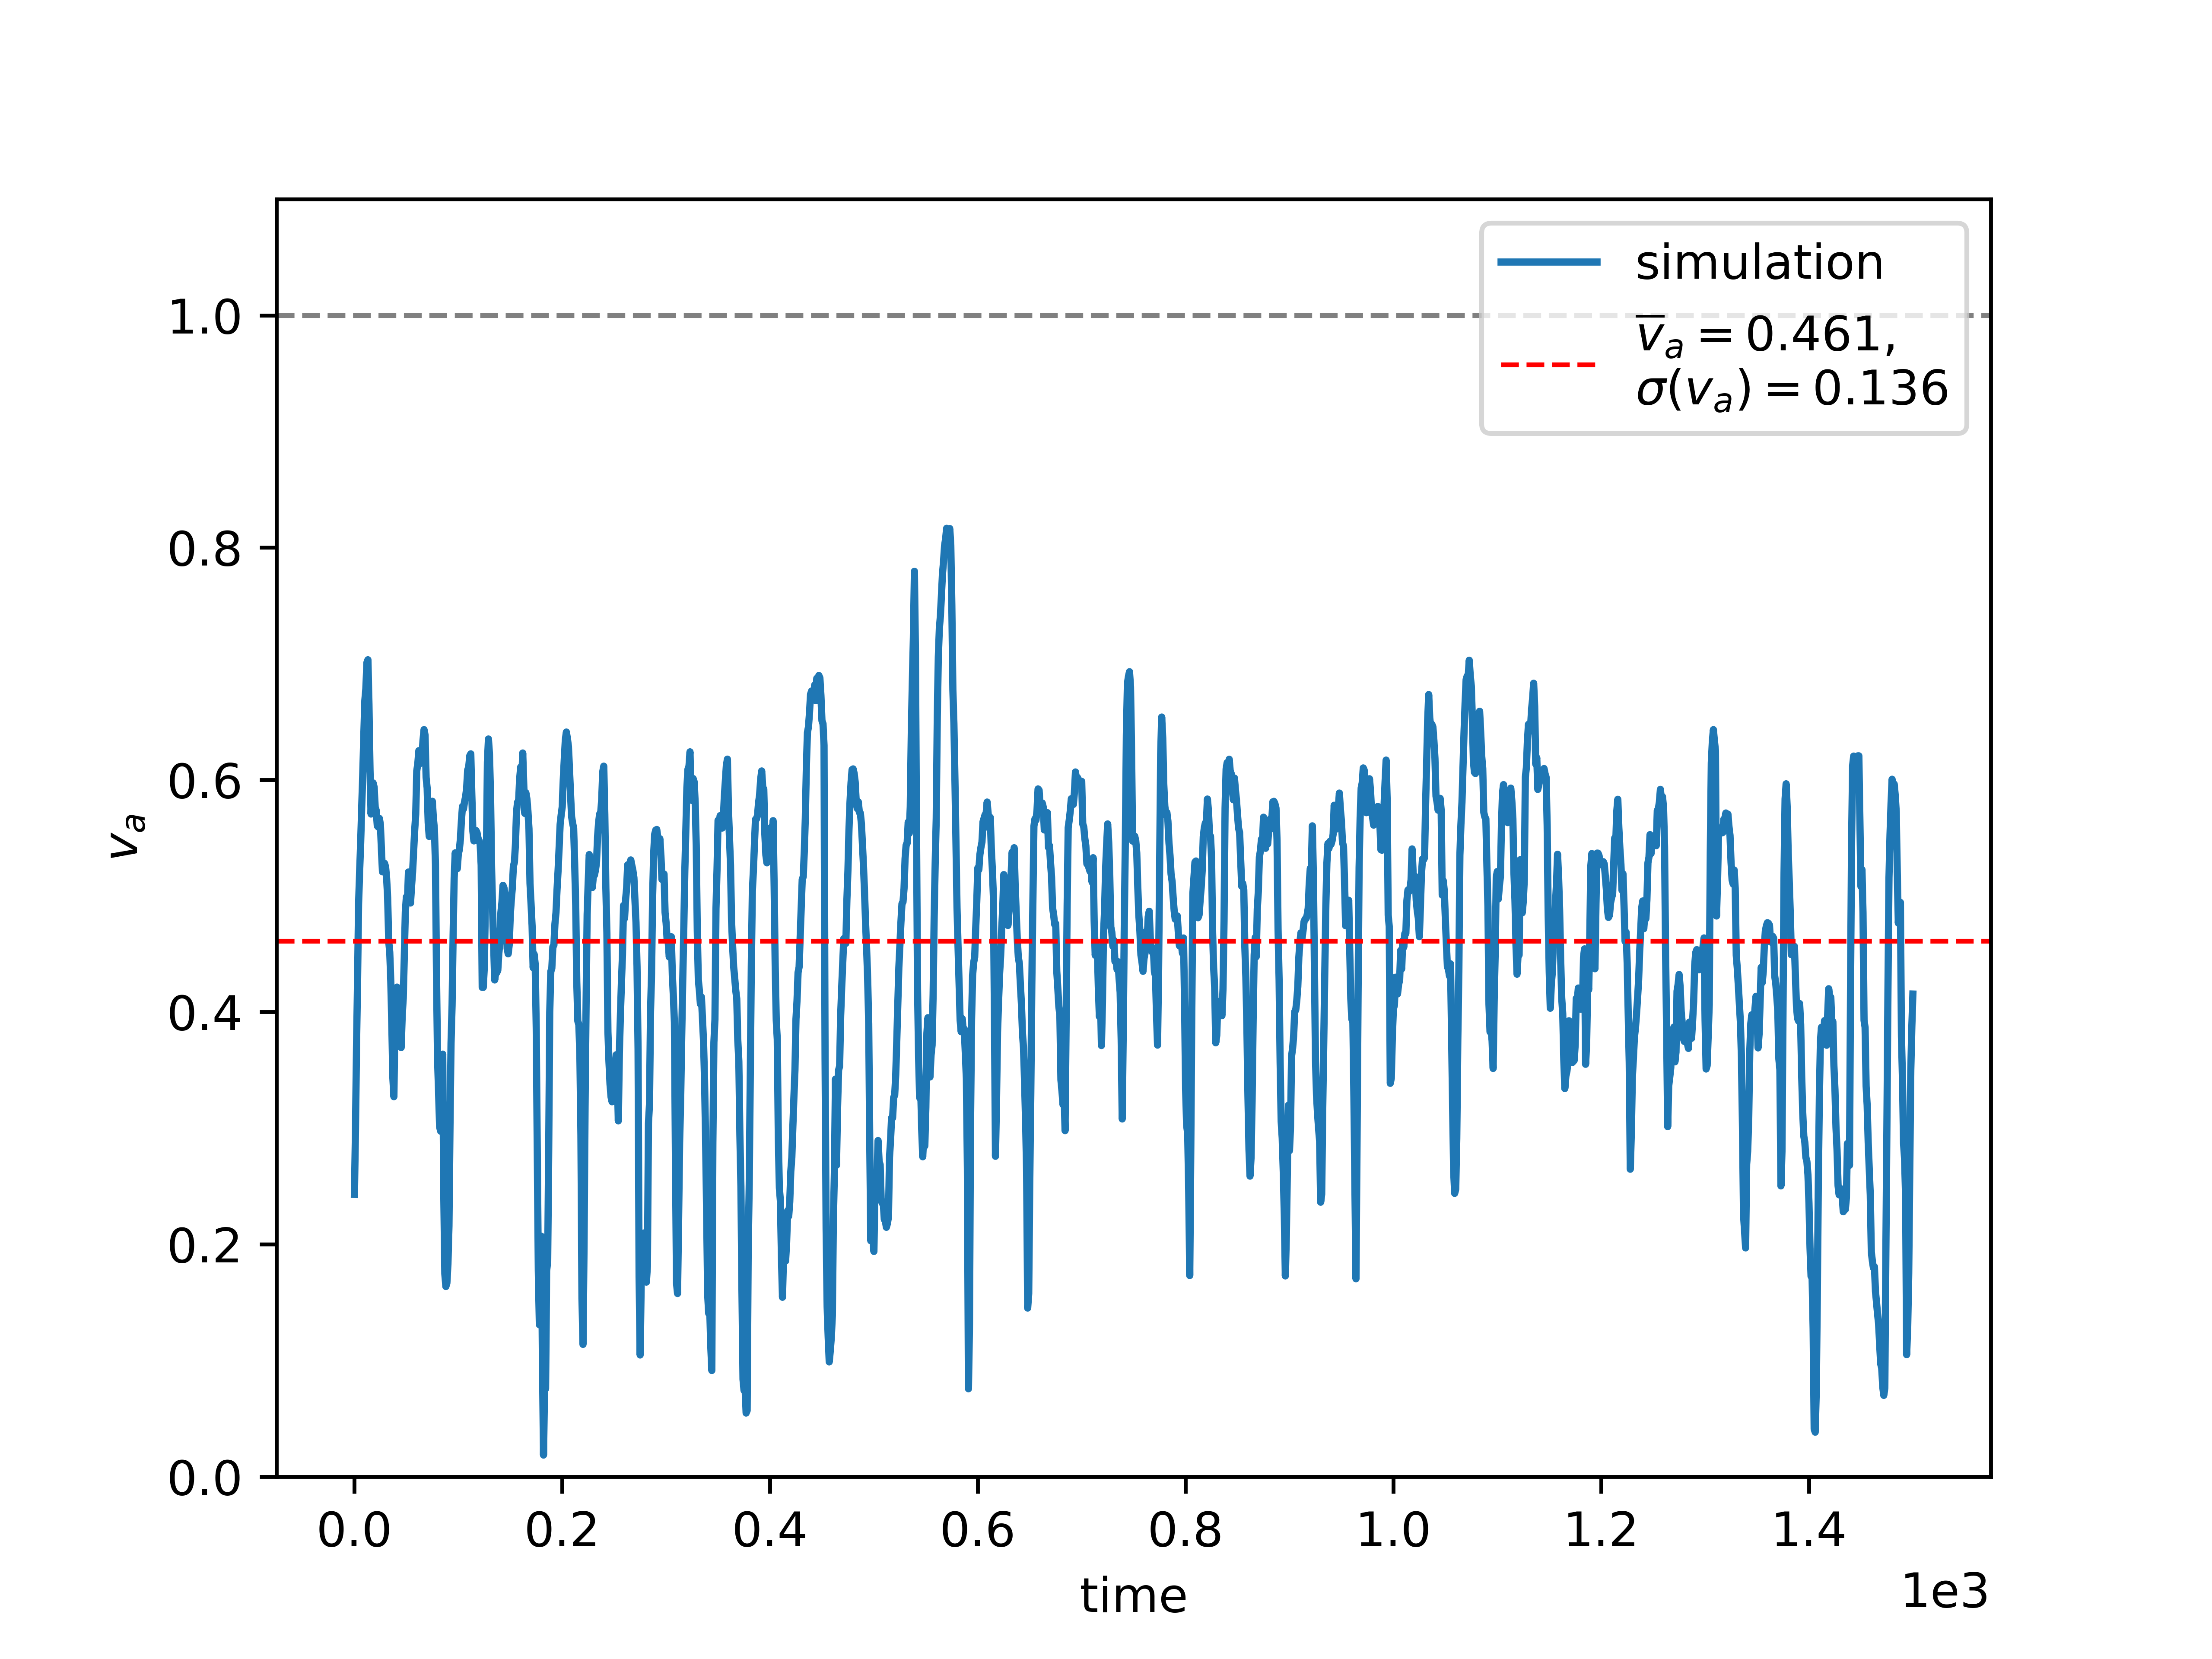 simulation
v̅ₐ = 0.461,
σ(vₐ) = 0.136
1.0
0.8
0.6
0.4
0.2
0.0
vₐ
0.0 0.2 0.4 0.6 0.8 1.0 1.2 1.4
time
1e3